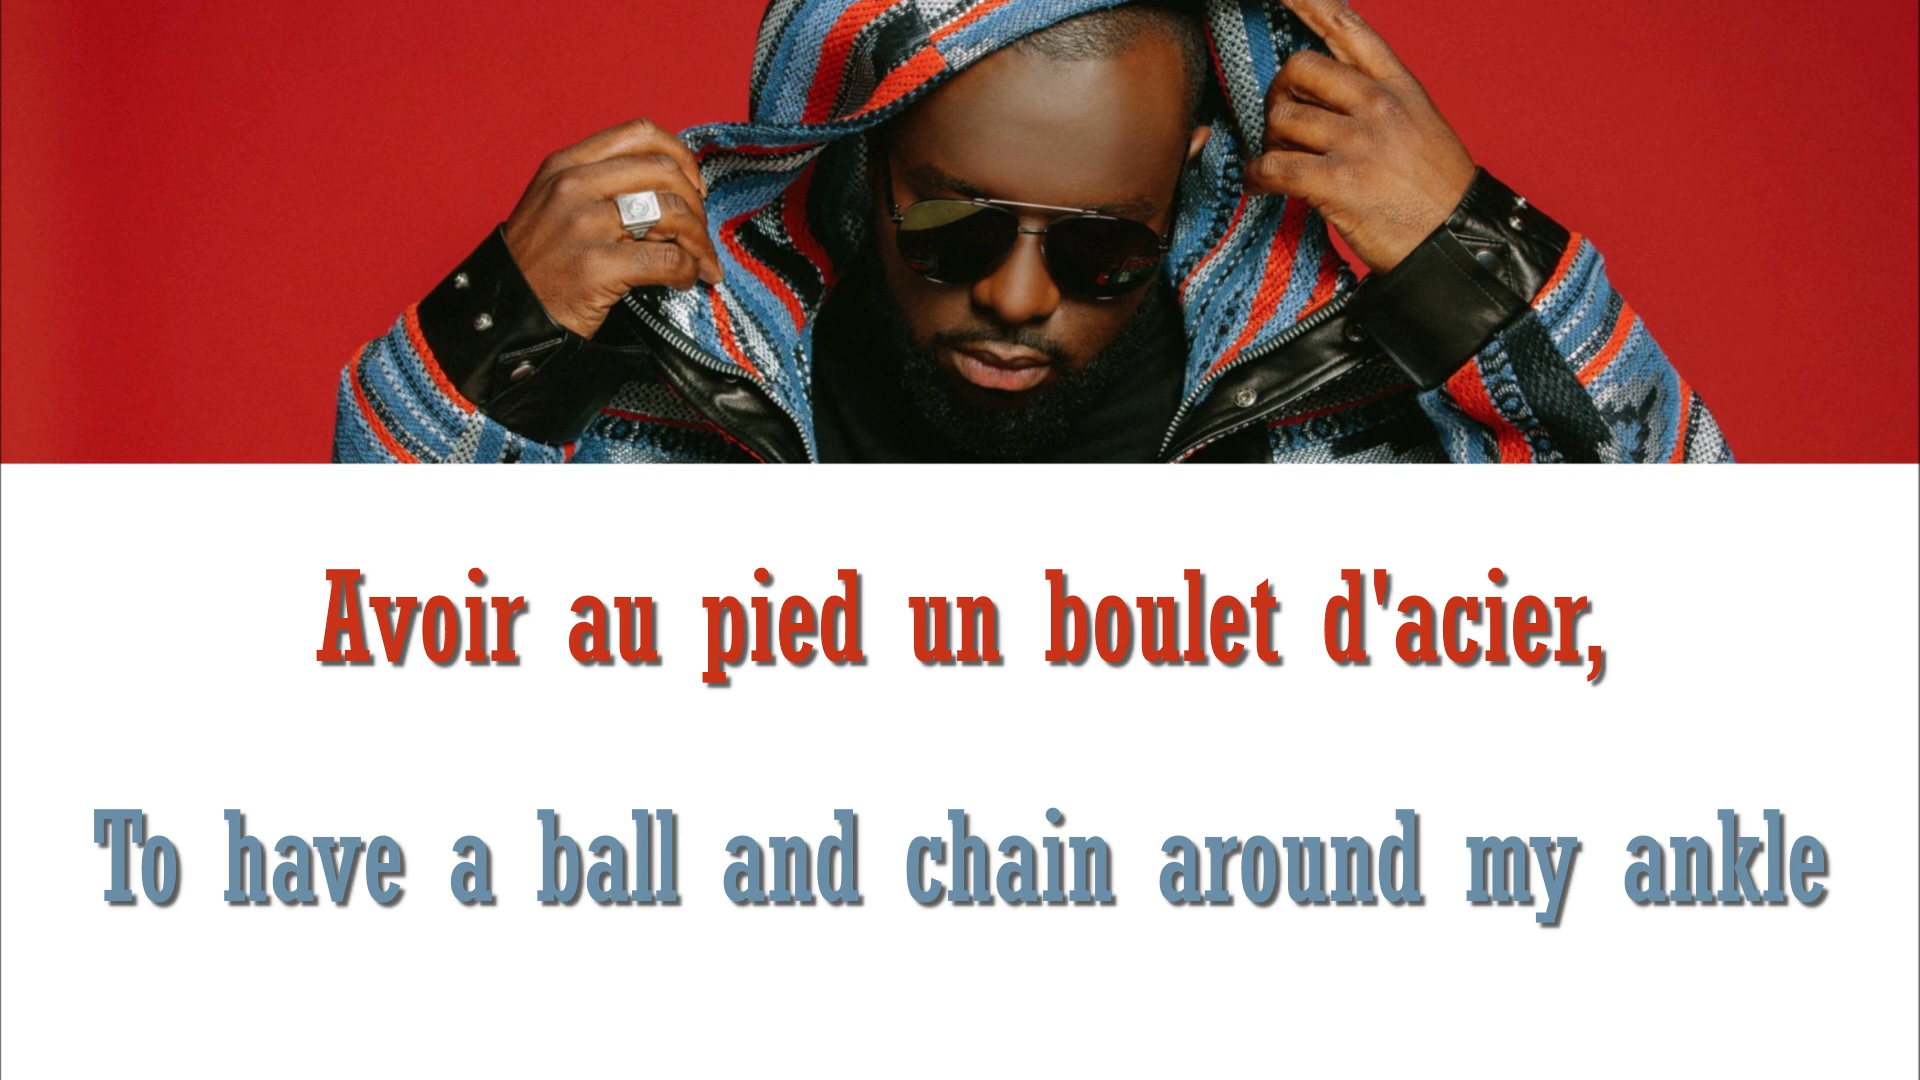 Avoir au pied un boulet d'acier,
To have a ball and chain around my ankle